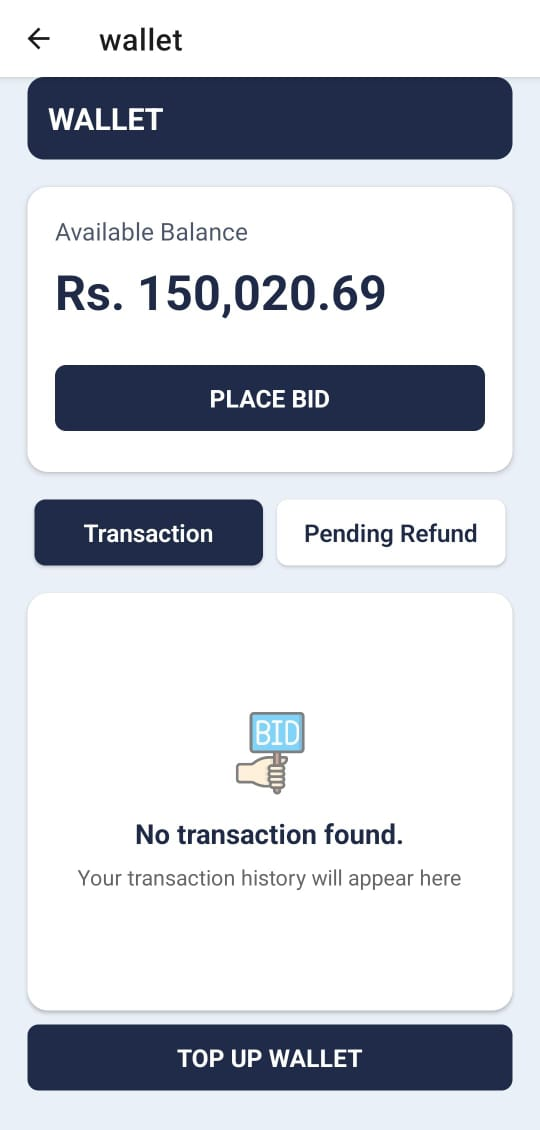 wallet
WALLET
Available Balance
Rs. 150,020.69
PLACE BID
Transaction
Pending Refund
BID
No transaction found.
Your transaction history will appear here
TOP UP WALLET